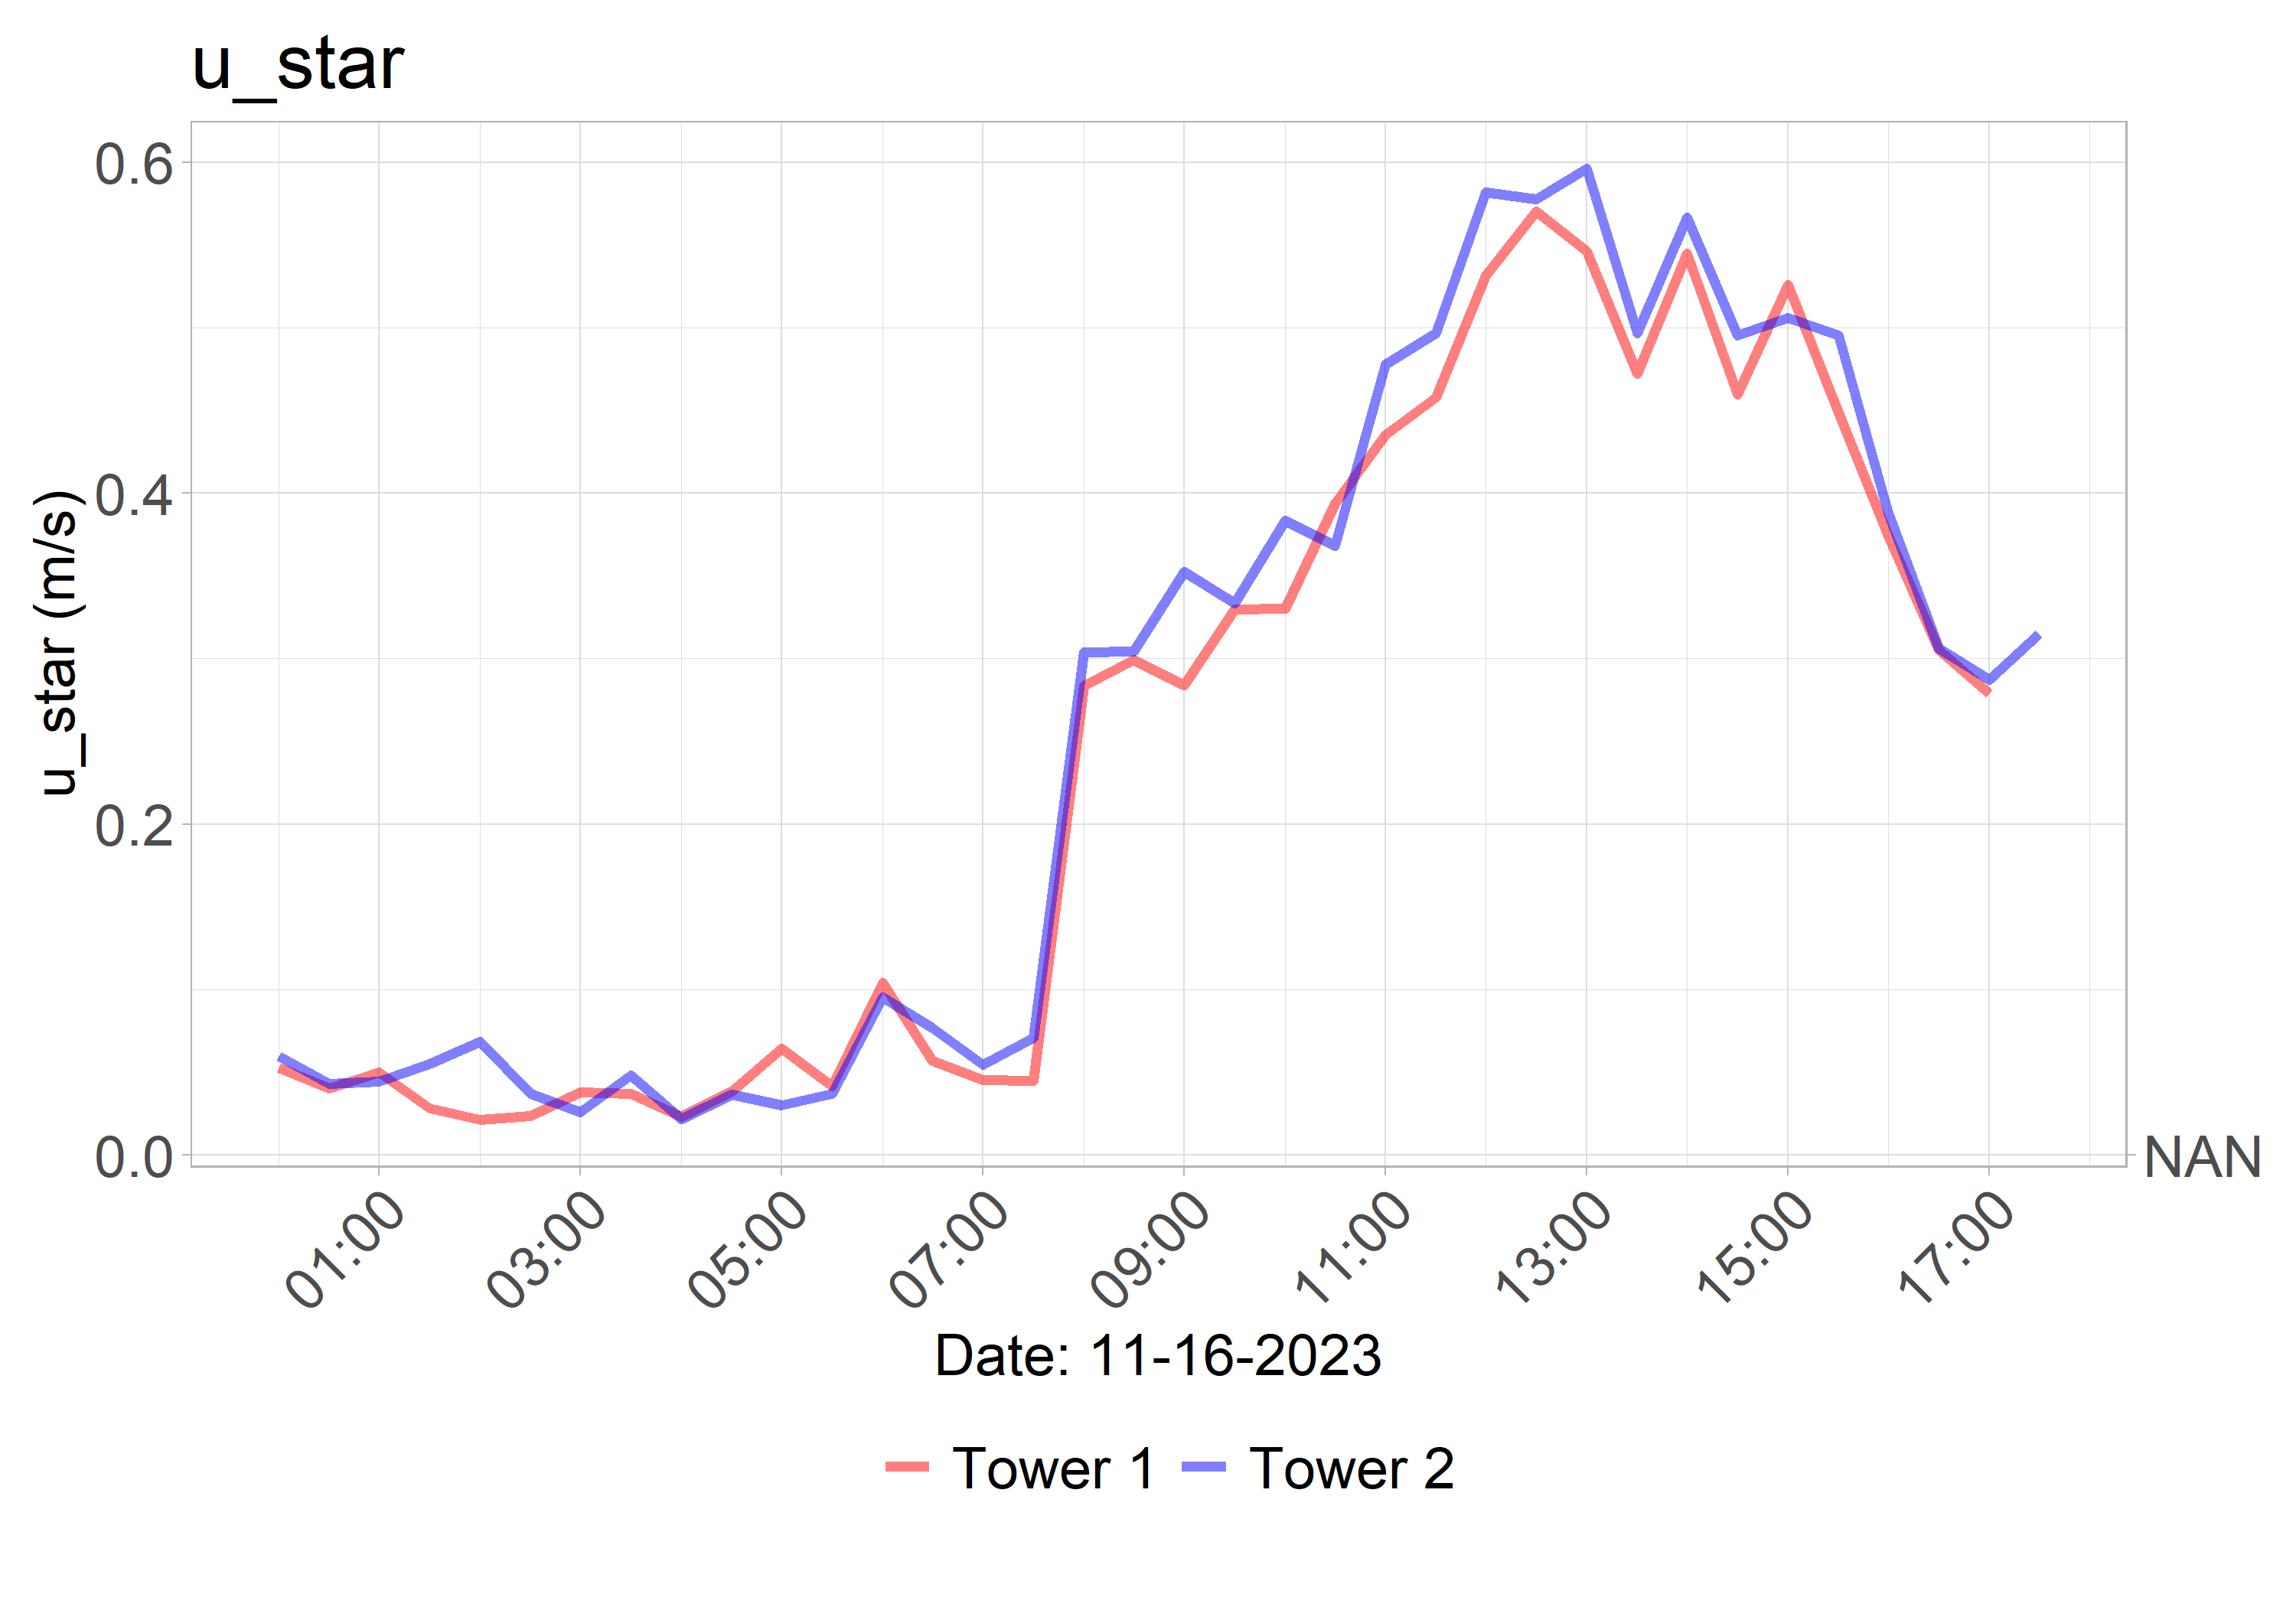 u_star
0.6
0.4
0.2
0.0
u_star (m/s)
NAN
01:00 03:00 05:00 07:00 09:00 11:00 13:00 15:00 17:00
Date: 11-16-2023
Tower 1 Tower 2